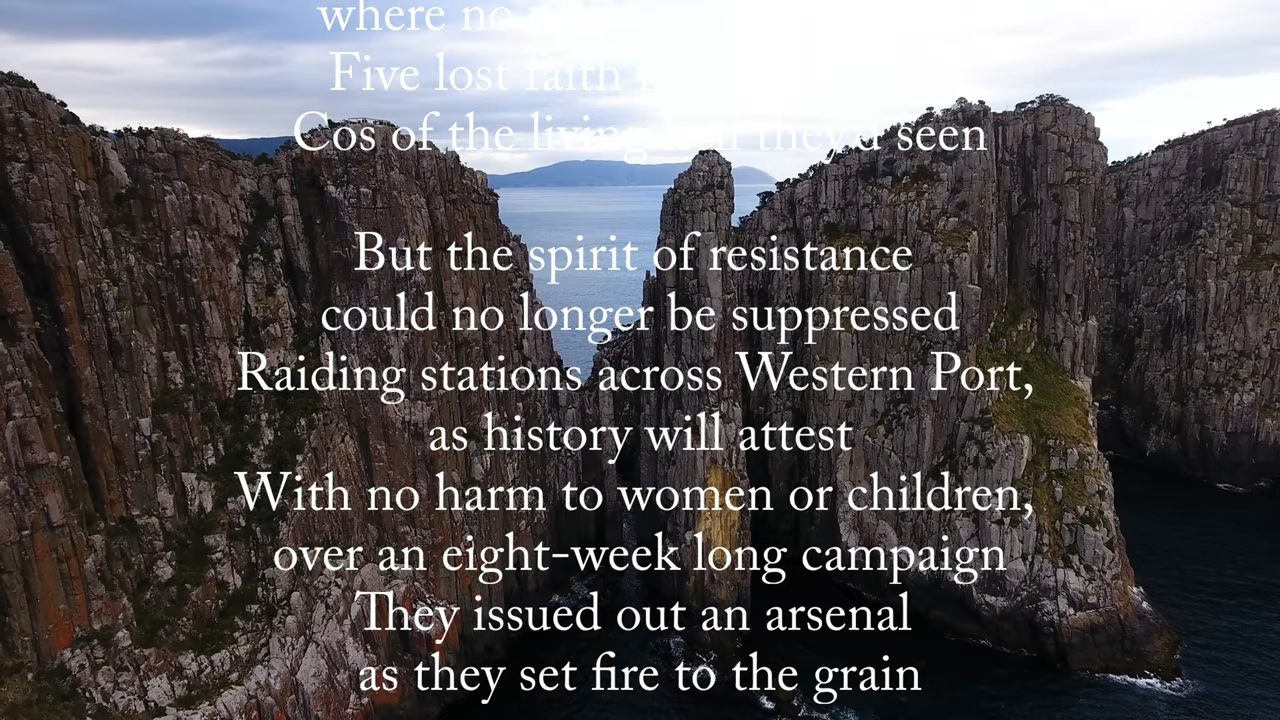 where no
Five lost faith
Cos of the living hell they'd seen
But the spirit of resistance
could no longer be suppressed
Raiding stations across Western Port,
as history will attest
With no harm to women or children,
over an eight-week long campaign
They issued out an arsenal
as they set fire to the grain